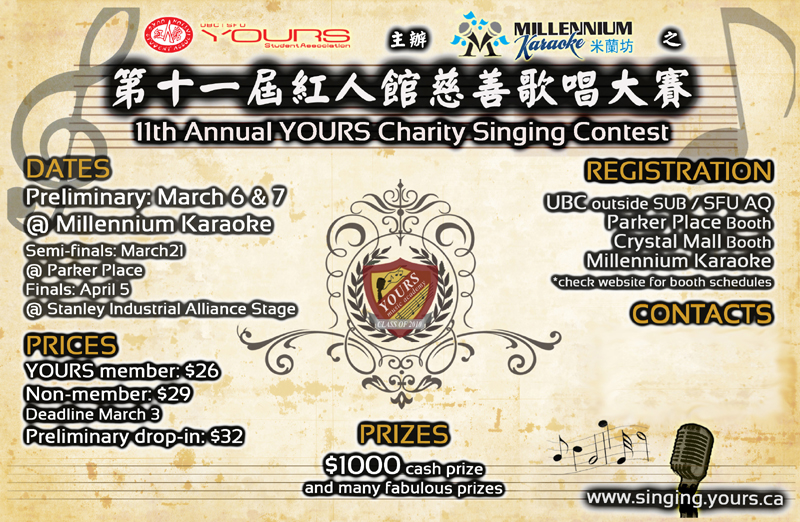 UBC | SFU
YOURS
Student Association
主辦
MILLENNIUM
Karaoke 米蘭坊
之
第十一屆紅人館慈善歌唱大賽
11th Annual YOURS Charity Singing Contest
DATES
Preliminary: March 6 & 7
@ Millennium Karaoke
Semi-finals: March21
@ Parker Place
Finals: April 5
@ Stanley Industrial Alliance Stage
PRICES
YOURS member: $26
Non-member: $29
Deadline March 3
Preliminary drop-in: $32
YOURS
music academy
CLASS OF 2010
PRIZES
$1000 cash prize
and many fabulous prizes
REGISTRATION
UBC outside SUB / SFU AQ
Parker Place Booth
Crystal Mall Booth
Millennium Karaoke
*check website for booth schedules
CONTACTS
www.singing.yours.ca